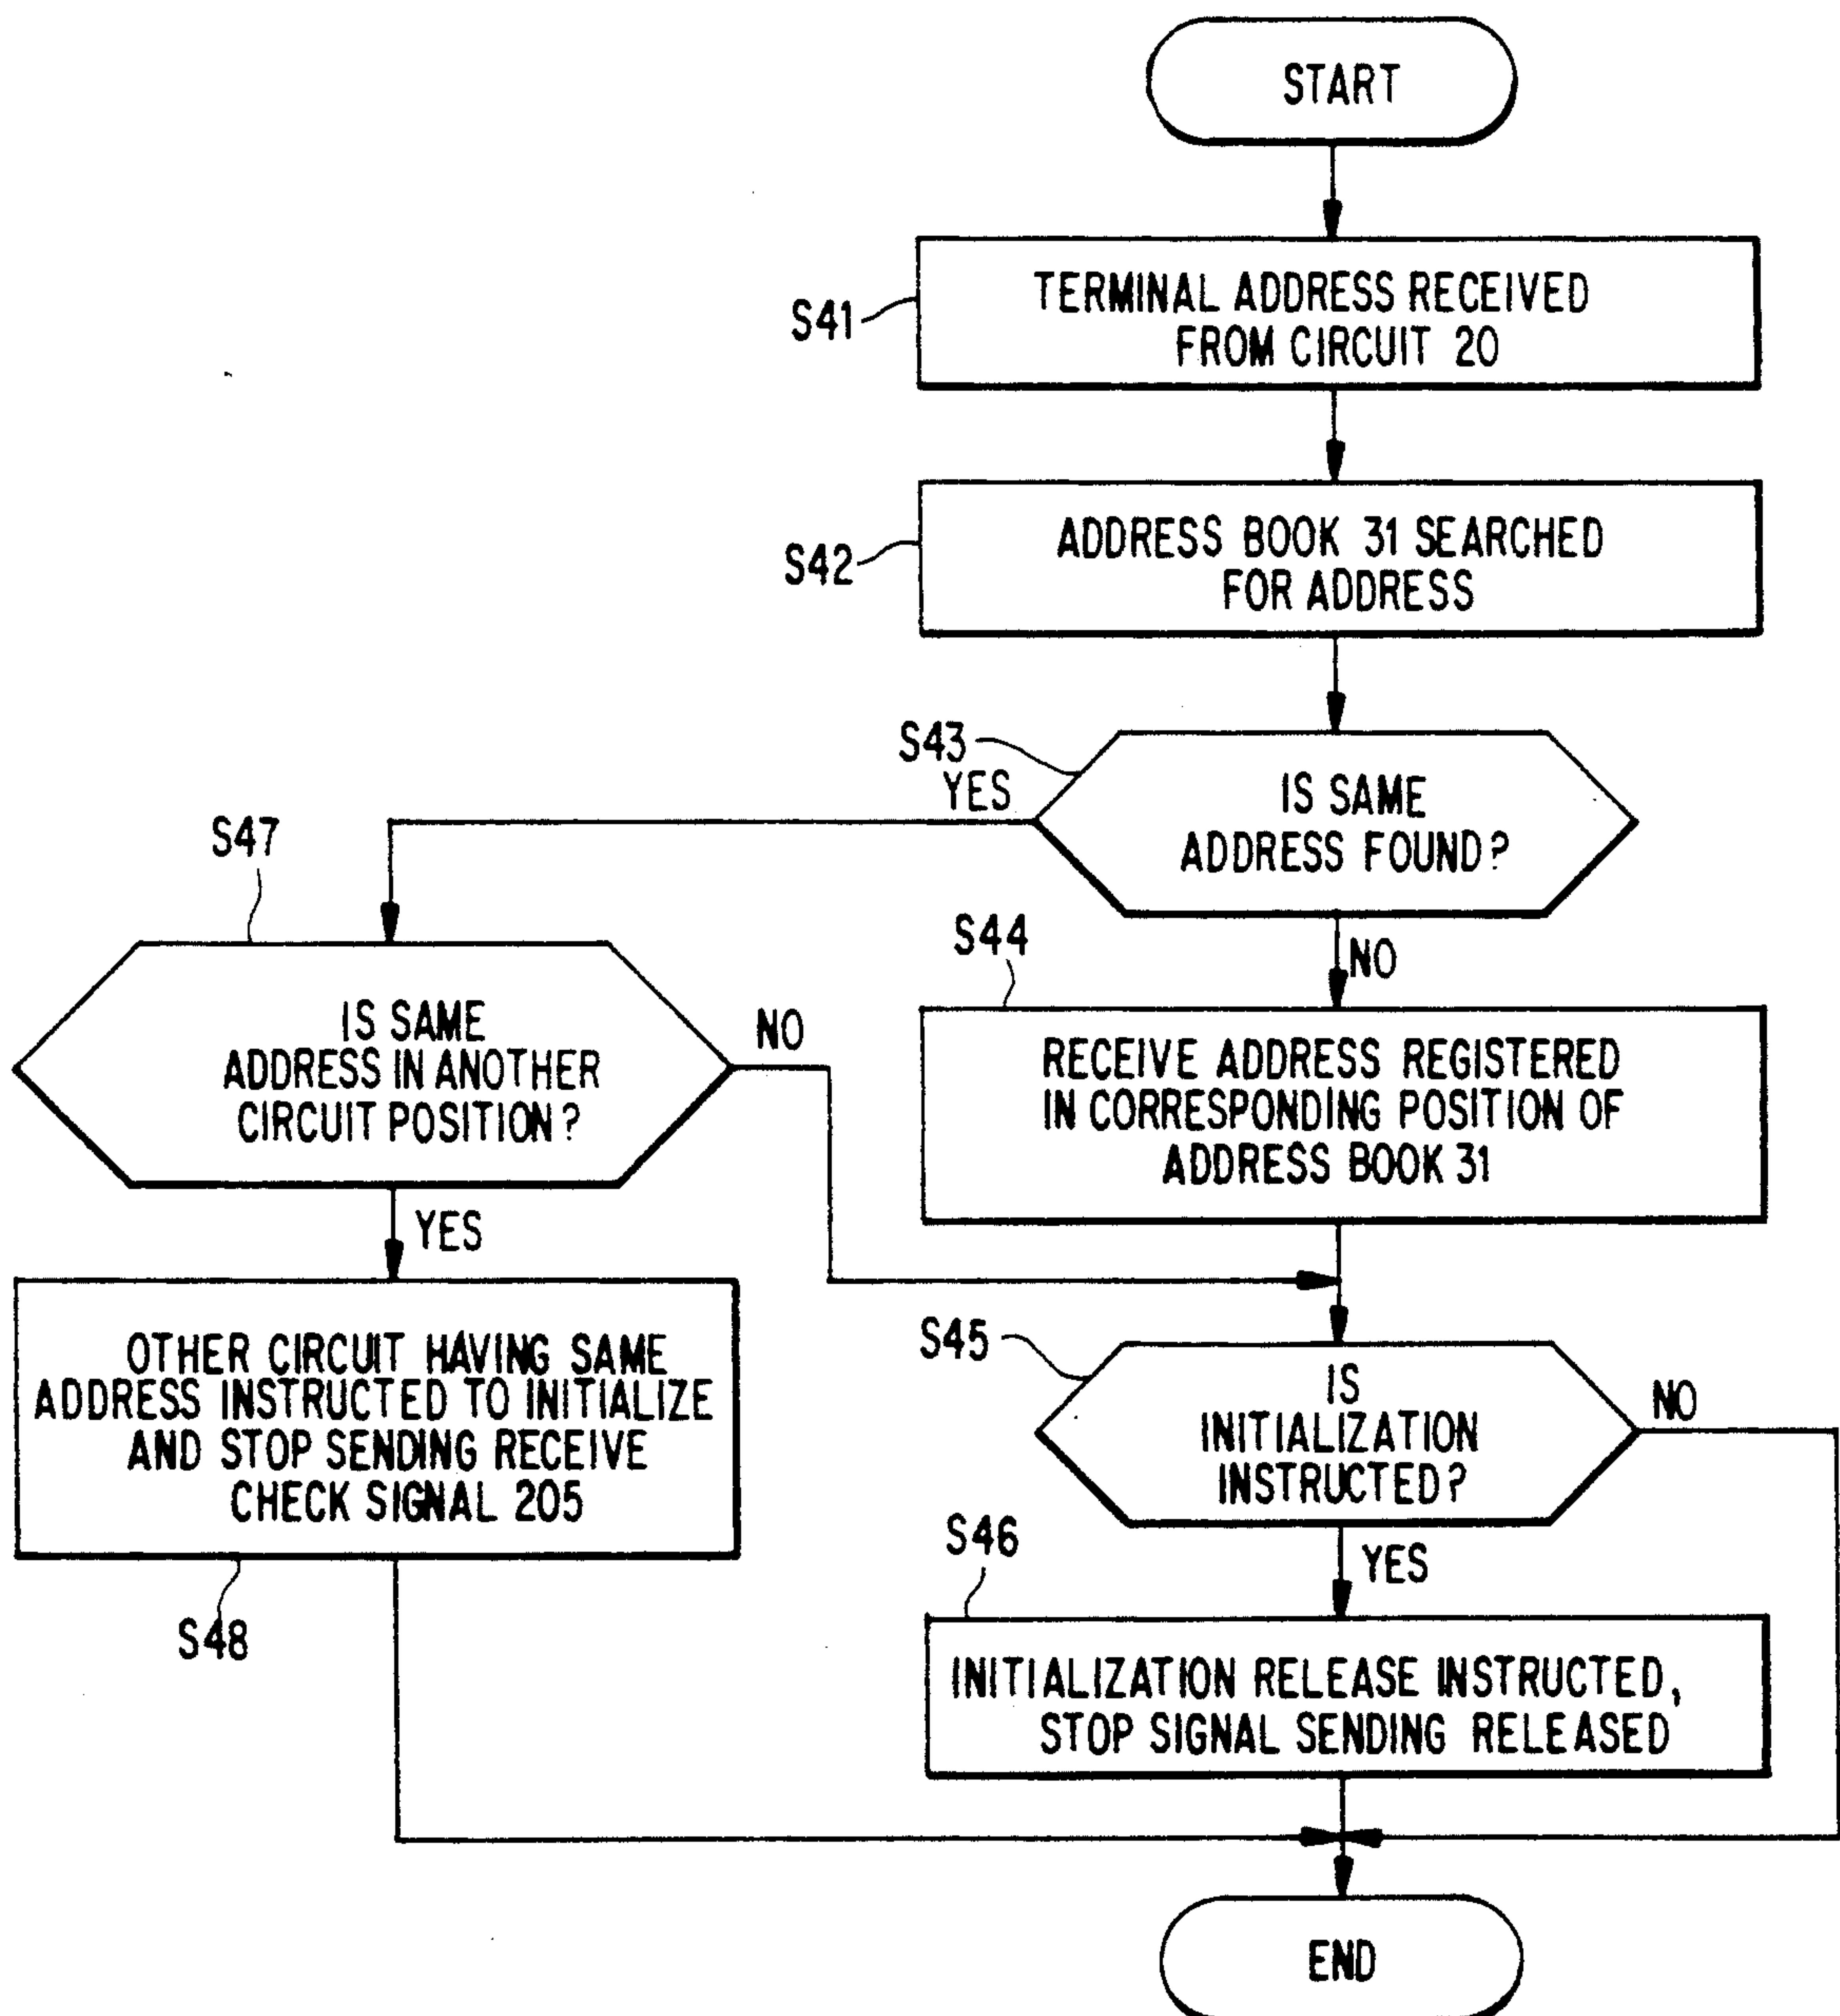 START
S41
TERMINAL ADDRESS RECEIVED
FROM CIRCUIT 20
S42
ADDRESS BOOK 31 SEARCHED
FOR ADDRESS
S43
YES
IS SAME
ADDRESS FOUND?
NO
S47
IS SAME
ADDRESS IN ANOTHER
CIRCUIT POSITION?
NO
YES
S44
RECEIVE ADDRESS REGISTERED
IN CORRESPONDING POSITION OF
ADDRESS BOOK 31
OTHER CIRCUIT HAVING SAME
ADDRESS INSTRUCTED TO INITIALIZE
AND STOP SENDING RECEIVE
CHECK SIGNAL 205
S48
S45
IS
INITIALIZATION
INSTRUCTED?
NO
YES
S46
INITIALIZATION RELEASE INSTRUCTED,
STOP SIGNAL SENDING RELEASED
END